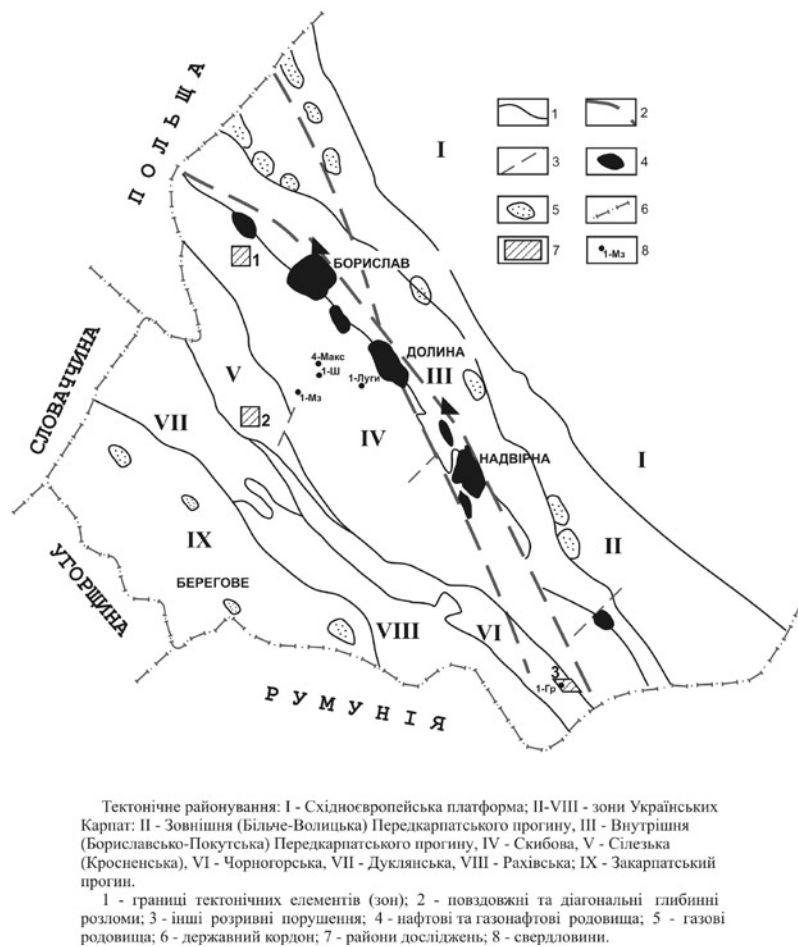 ПОЛЬЩА
I
1
2
3
4
5
6
7
1-Мз
8
1
БОРИСЛАВ
СЛОВАЧЧИНА
V
4-Макс
1-Ш
1-Луги
1-Мз
ДОЛИНА
III
VII
2
IV
I
НАДВІРНА
IX
II
УГОРЩИНА
БЕРЕГОВЕ
VIII
VI
3
1-Гр
РУМУНІЯ
Тектонічне районування: I - Східноєвропейська платформа; II-VIII - зони Українських
Карпат: II - Зовнішня (Більче-Волицька) Передкарпатського прогину, III - Внутрішня
(Бориславсько-Покутська) Передкарпатського прогину, IV - Скибова, V - Сілезька
(Кросненська), VI - Чорногорська, VII - Дуклянська, VIII - Рахівська; IX - Закарпатський
прогин.
1 - границі тектонічних елементів (зон); 2 - повздовжні та діагональні глибинні
розломи; 3 - інші розривні порушення; 4 - нафтові та газонафтові родовища; 5 - газові
родовища; 6 - державний кордон; 7 - райони досліджень; 8 - свердловини.